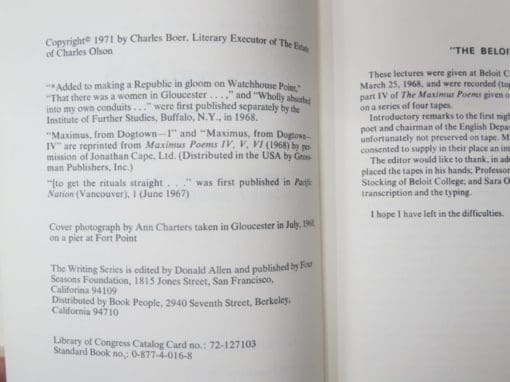 Copyright© 1971 by Charles Boer, Literary Executor of The Estate
of Charles Olson
"*Added to making a Republic in gloom on Watchhouse Point,"
"That there was a women in Gloucester . . . ," and "Wholly absorbed
into my own conduits . . ." were first published separately by the
Institute of Further Studies, Buffalo, N.Y., in 1968.
"Maximus, from Dogtown—I" and "Maximus, from Dogtown—
IV" are reprinted from Maximus Poems IV, V, VI (1968) by per-
mission of Jonathan Cape, Ltd. (Distributed in the USA by Gross-
man Publishers, Inc.)
"[to get the rituals straight . . ." was first published in Pacific
Nation (Vancouver), I (June 1967)
Cover photograph by Ann Charters taken in Gloucester in July,
on a pier at Fort Point
The Writing Series is edited by Donald Allen and published by Four
Seasons Foundation, 1815 Jones Street, San Francisco,
Califorina 94109
Distributed by Book People, 2940 Seventh Street, Berkeley,
California 94710
Library of Congress Catalog Card no.: 72-127103
Standard Book no,: 0-877-4-016-8
"THE BELOIT
These lectures were given at Beloit C
March 25, 1968, and were recorded (top
part IV of The Maximus Poems given o
on a series of four tapes.
Introductory remarks to the first nigh
poet and chairman of the English Depar
unfortunately not preserved on tape. M
consented to supply in their place an in
The editor would like to thank, in ad
placed the tapes in his hands; Professor
Stocking of Beloit College; and Sara O
transcription and the typing.
I hope I have left in the difficulties.